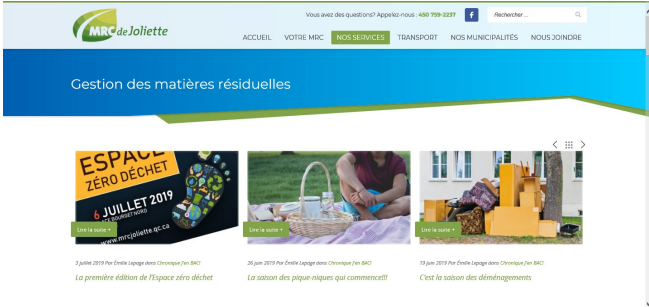 MRC de Joliette
Vous avez des questions? Appelez-nous : 450 759-2237
f
Rechercher ...
ACCUEIL VOTRE MRC NOS SERVICES TRANSPORT NOS MUNICIPALITÉS NOUS JOINDRE
Gestion des matières résiduelles
ESPACE
ZÉRO DÉCHET
6 JUILLET 2019
BOURGET NORD
www.mrcjoliette.qc.ca
Lire la suite +
Lire la suite +
Lire la suite +
3 juillet 2019 Par Émilie Lepage dans Chronique J'en BAC!
La première édition de l'Espace zéro déchet
26 juin 2019 Par Émilie Lepage dans Chronique J'en BAC!
La saison des pique-niques qui commence!!!
19 juin 2019 Par Émilie Lepage dans Chronique J'en BAC!
C'est la saison des déménagements